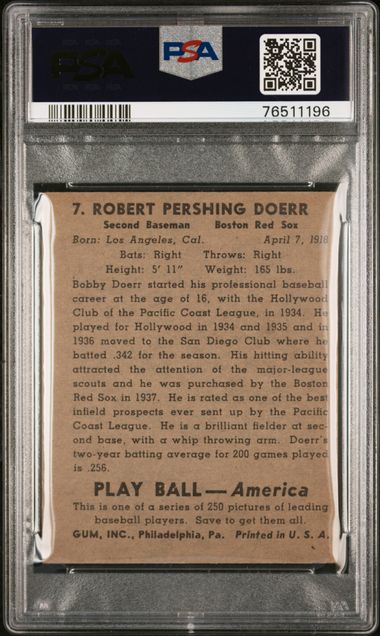 PSA
PSA
76511196
7. ROBERT PERSHING DOERR
Second Baseman Boston Red Sox
Born: Los Angeles, Cal. April 7, 1918
Bats: Right Throws: Right
Height: 5' 11" Weight: 165 lbs.
Bobby Doerr started his professional baseball
career at the age of 16, with the Hollywood
Club of the Pacific Coast League, in 1934. He
played for Hollywood in 1934 and 1935 and in
1936 moved to the San Diego Club where he
batted .342 for the season. His hitting ability
attracted the attention of the major-league
scouts and he was purchased by the Boston
Red Sox in 1937. He is rated as one of the best
infield prospects ever sent up by the Pacific
Coast League. He is a brilliant fielder at sec-
ond base, with a whip throwing arm. Doerr's
two-year batting average for 200 games played
is .256.
PLAY BALL—America
This is one of a series of 250 pictures of leading
baseball players. Save to get them all.
GUM, INC., Philadelphia, Pa. Printed in U. S. A.